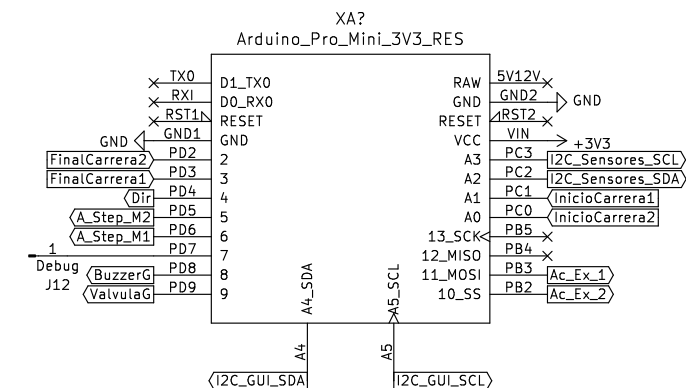 XA?
Arduino_Pro_Mini_3V3_RES
TX0 D1_TX0 RAW 5V12V
RXI D0_RX0 GND GND2 GND
RST1 RESET RESET RST2
GND GND1 GND VCC VIN +3V3
FinalCarrera2 PD2 2 A3 PC3 I2C_Sensores_SCL
FinalCarrera1 PD3 3 A2 PC2 I2C_Sensores_SDA
Dir PD4 4 A1 PC1 InicioCarrera1
A_Step_M2 PD5 5 A0 PC0 InicioCarrera2
A_Step_M1 PD6 6 13_SCK PB5
1 PD7 7 12_MISO PB4
Debug
J12
BuzzerG PD8 8 11_MOSI PB3 Ac_Ex_1
ValvulaG PD9 9 10_SS PB2 Ac_Ex_2
A4_SDA A5_SCL
A4 A5
I2C_GUI_SDA I2C_GUI_SCL